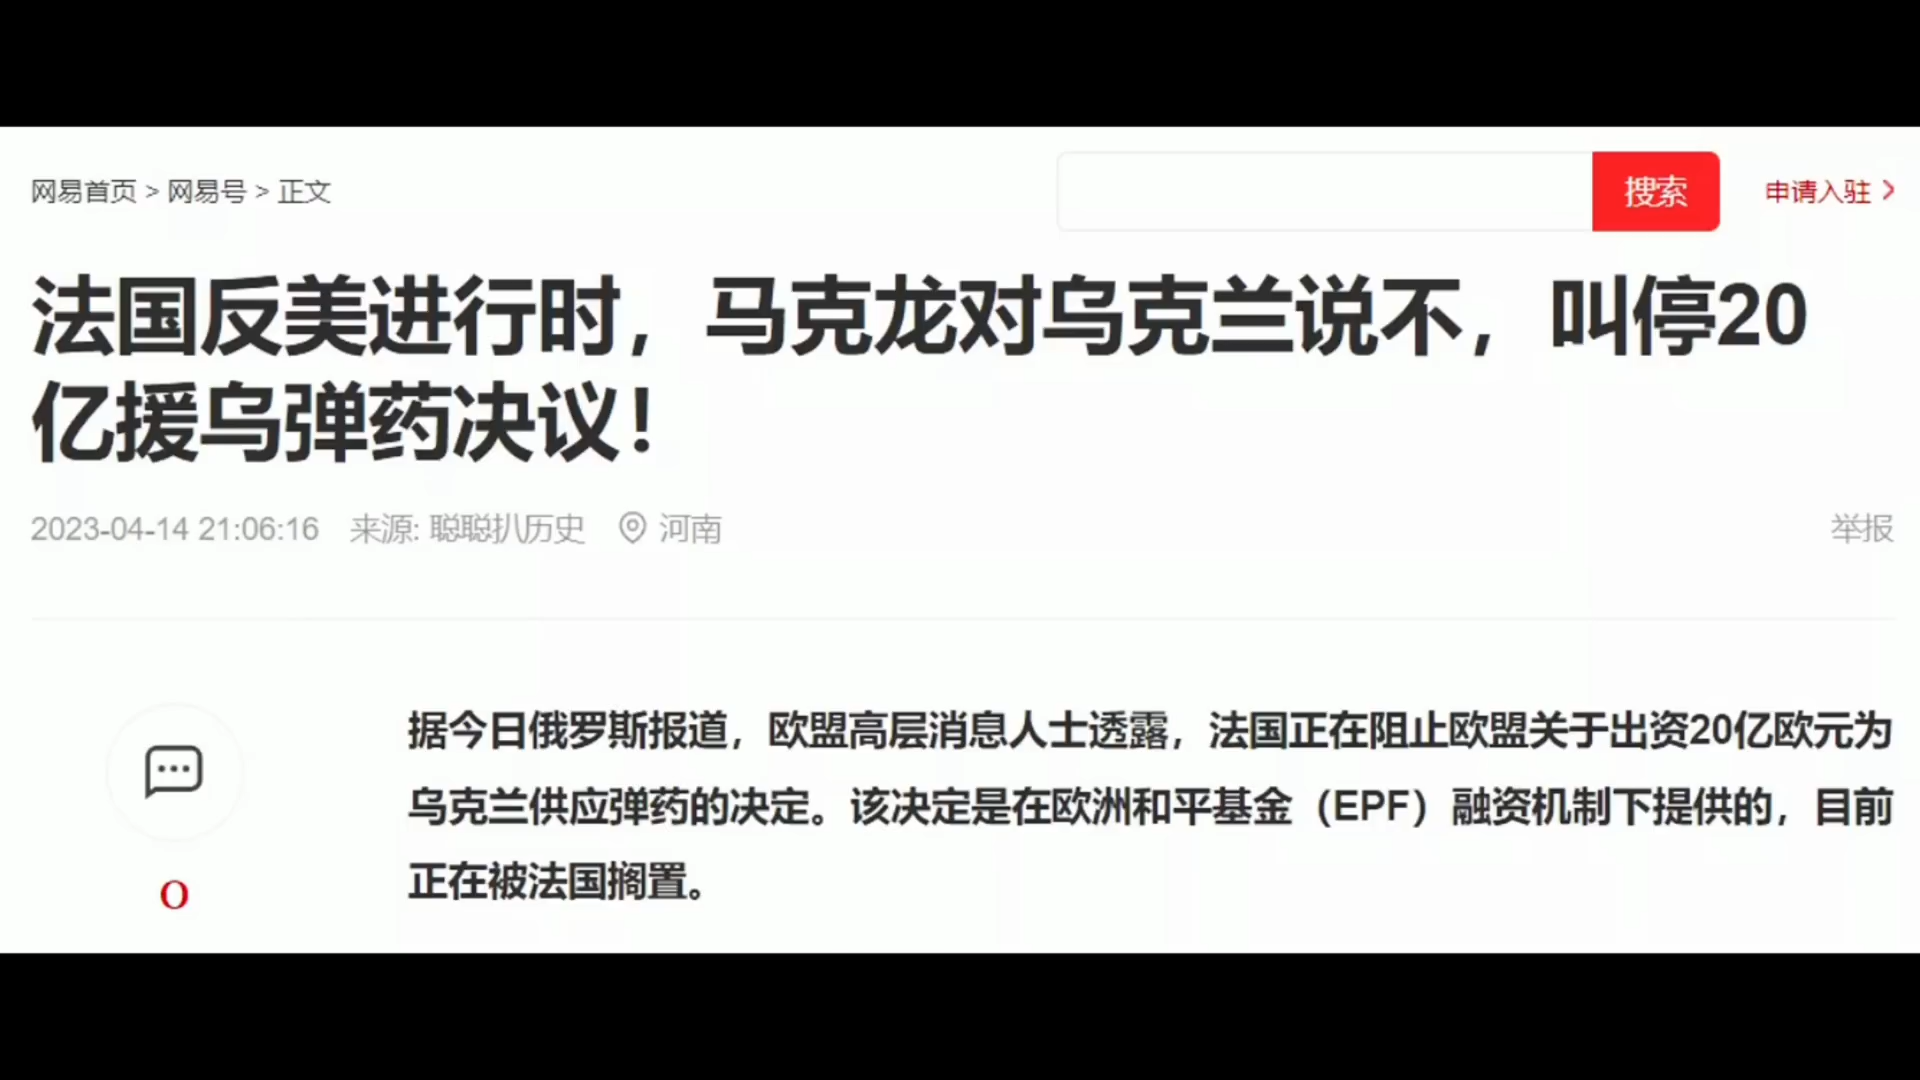 网易首页 > 网易号 > 正文
搜索
申请入驻 >
法国反美进行时，马克龙对乌克兰说不，叫停20
亿援乌弹药决议！
2023-04-14 21:06:16 来源: 聪聪扒历史 河南
举报
据今日俄罗斯报道，欧盟高层消息人士透露，法国正在阻止欧盟关于出资20亿欧元为
乌克兰供应弹药的决定。该决定是在欧洲和平基金（EPF）融资机制下提供的，目前
正在被法国搁置。
0